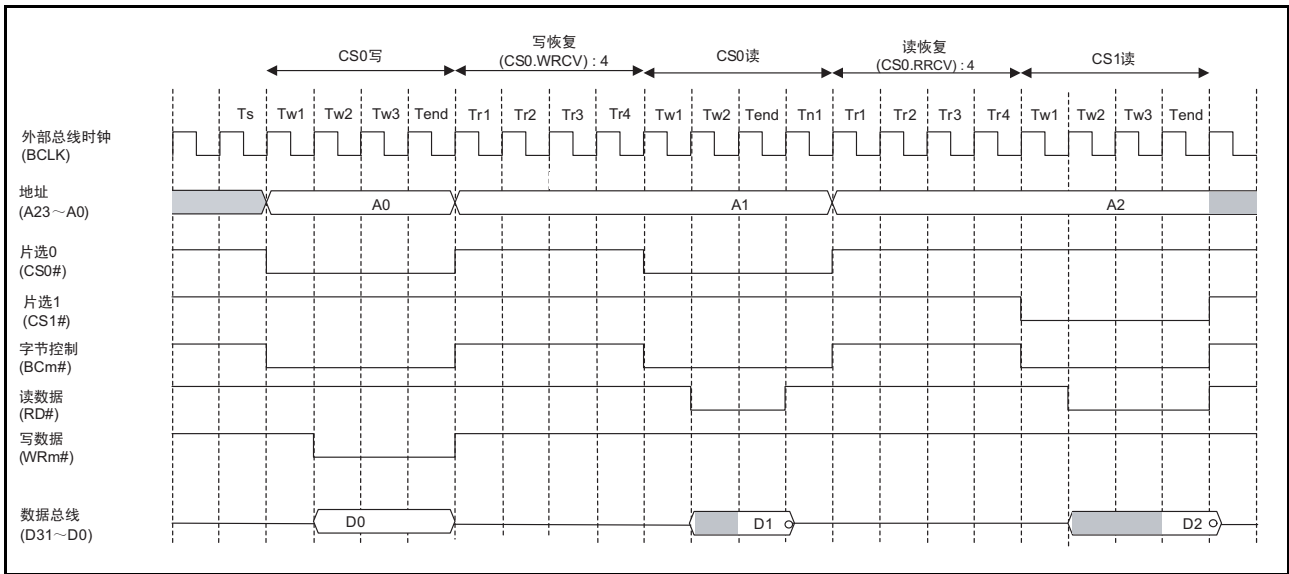 CS0写
写恢复
(CS0.WRCV) : 4
CS0读
读恢复
(CS0.RRCV) : 4
CS1读
Ts Tw1 Tw2 Tw3 Tend Tr1 Tr2 Tr3 Tr4 Tw1 Tw2 Tend Tn1 Tr1 Tr2 Tr3 Tr4 Tw1 Tw2 Tw3 Tend
外部总线时钟
(BCLK)
地址
(A23～A0)
A0 A1 A2
片选0
(CS0#)
片选1
(CS1#)
字节控制
(BCm#)
读数据
(RD#)
写数据
(WRm#)
数据总线
(D31～D0)
D0 D1 D2